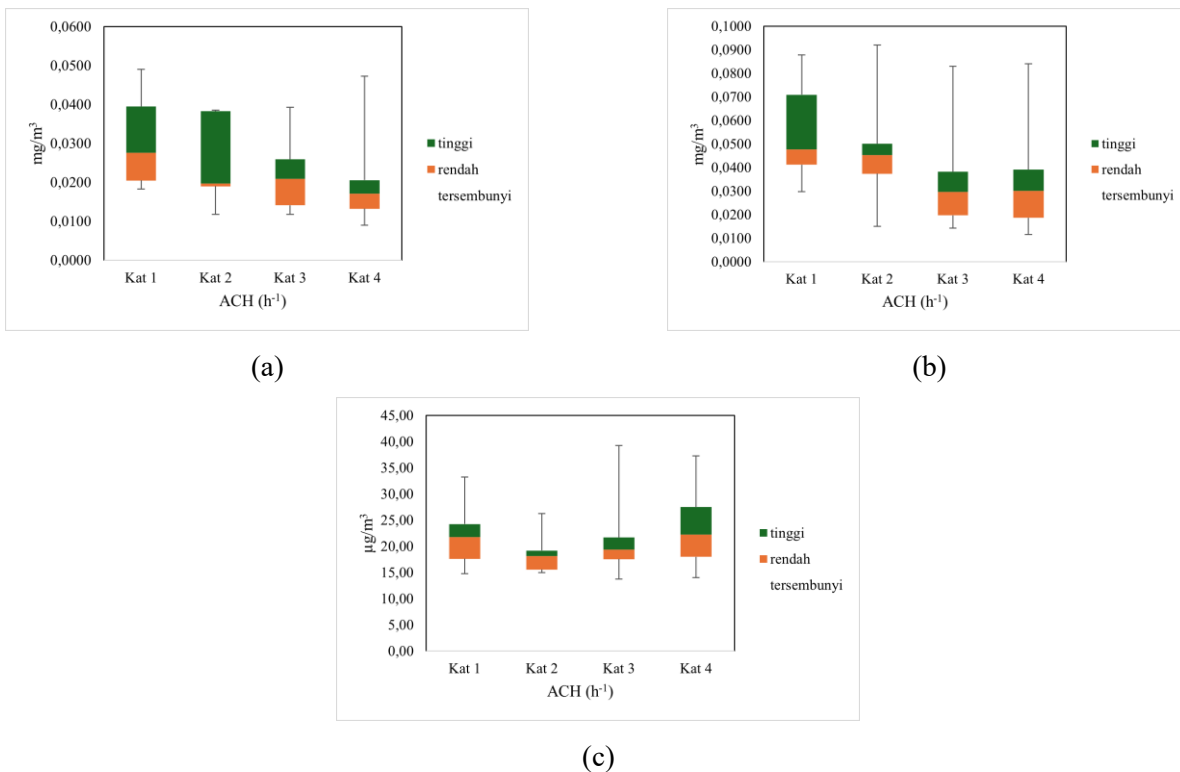 0,0600
0,0500
0,0400
0,0300
0,0200
0,0100
0,0000
mg/m³
Kat 1 Kat 2 Kat 3 Kat 4
ACH (h⁻¹)
tinggi
rendah
tersembunyi
(a)
0,1000
0,0900
0,0800
0,0700
0,0600
0,0500
0,0400
0,0300
0,0200
0,0100
0,0000
mg/m³
Kat 1 Kat 2 Kat 3 Kat 4
ACH (h⁻¹)
tinggi
rendah
tersembunyi
(b)
45,00
40,00
35,00
30,00
25,00
20,00
15,00
10,00
5,00
0,00
µg/m³
Kat 1 Kat 2 Kat 3 Kat 4
ACH (h⁻¹)
tinggi
rendah
tersembunyi
(c)